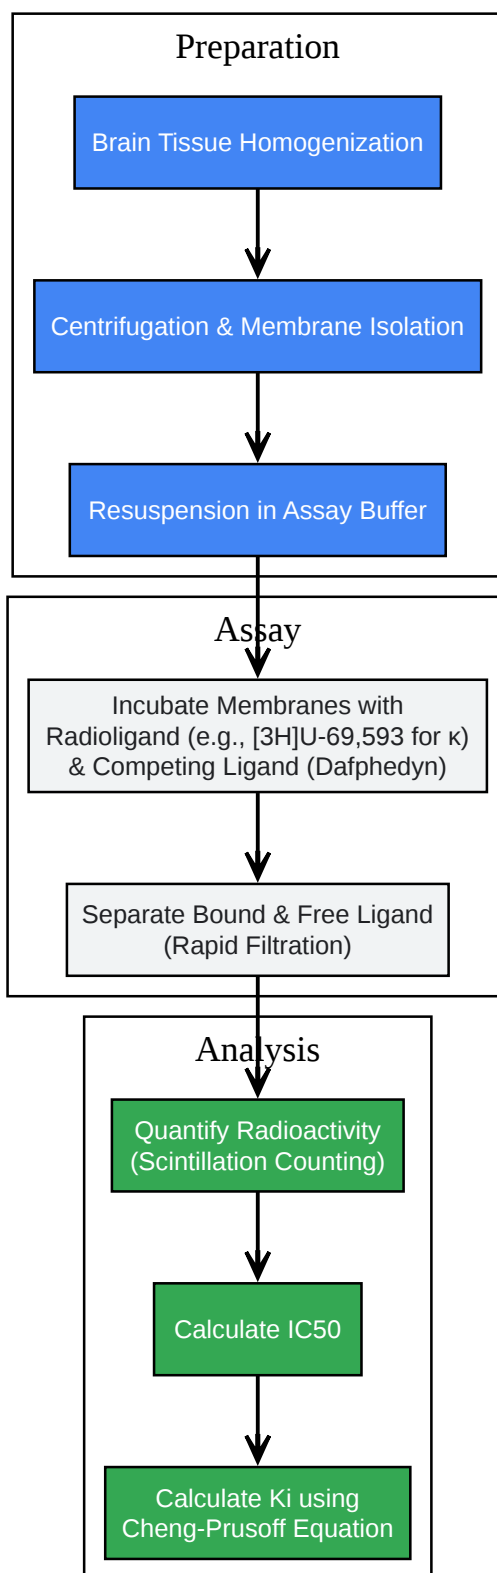 Preparation
Brain Tissue Homogenization
Centrifugation & Membrane Isolation
Resuspension in Assay Buffer
Assay
Incubate Membranes with
Radioligand (e.g., [3H]U-69,593 for κ)
& Competing Ligand (Dafphedyn)
Separate Bound & Free Ligand
(Rapid Filtration)
Analysis
Quantify Radioactivity
(Scintillation Counting)
Calculate IC50
Calculate Ki using
Cheng-Prusoff Equation